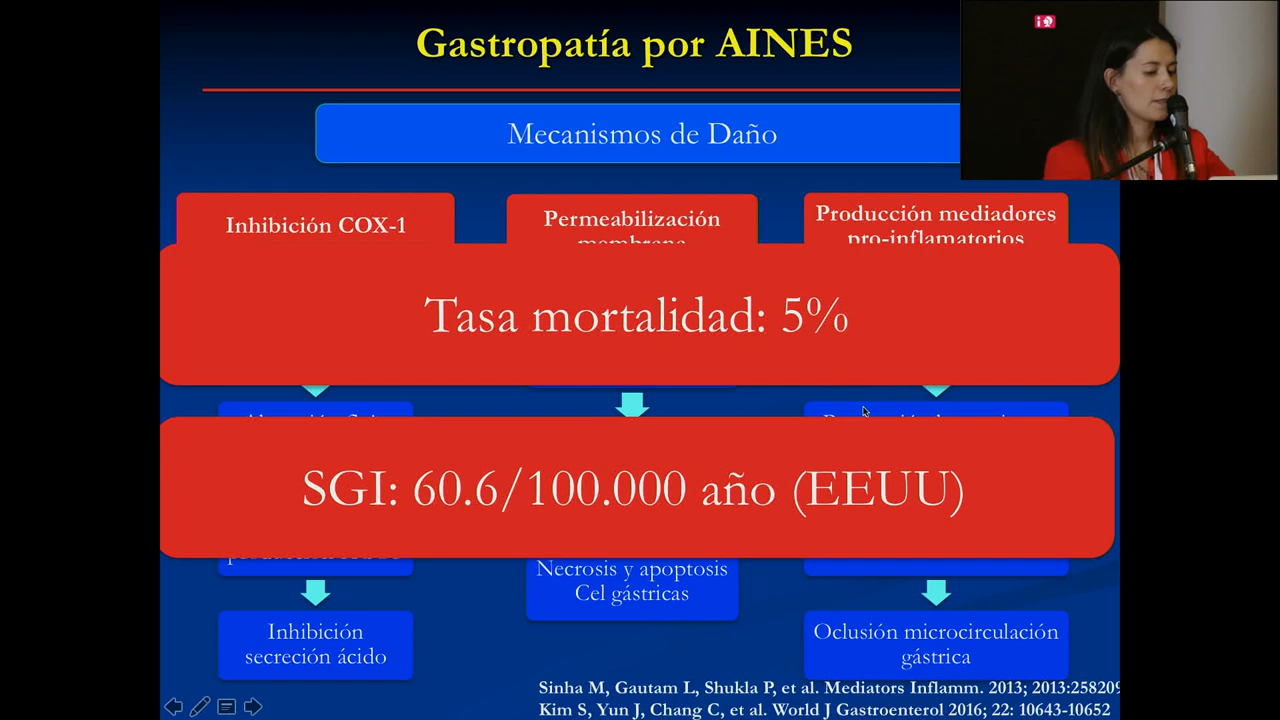 Gastropatía por AINES
Mecanismos de Daño
Inhibición COX-1
Permeabilización
membrana
Producción mediadores
pro-inflamatorios
Tasa mortalidad: 5%
SGI: 60.6/100.000 año (EEUU)
Necrosis y apoptosis
Cel gástricas
Inhibición
secreción ácido
Oclusión microcirculación
gástrica
Sinha M, Gautam L, Shukla P, et al. Mediators Inflamm. 2013; 2013:258209
Kim S, Yun J, Chang C, et al. World J Gastroenterol 2016; 22: 10643-10652